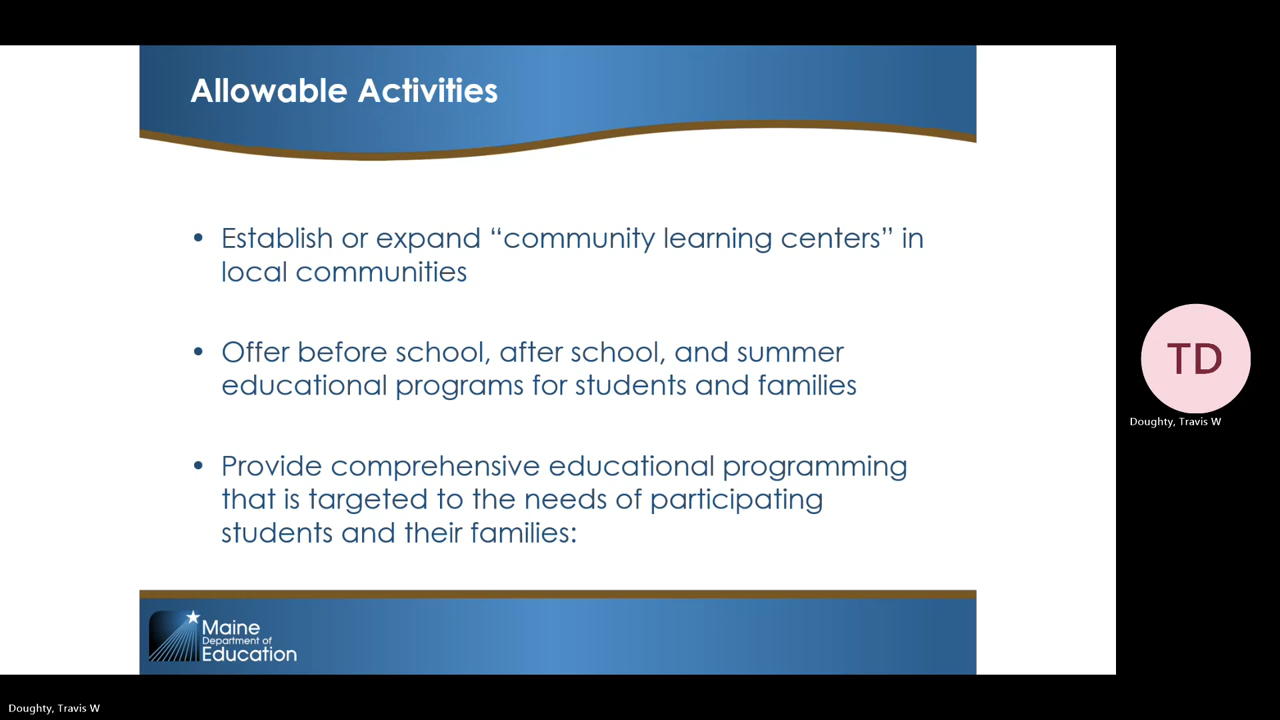 Allowable Activities
• Establish or expand “community learning centers” in
local communities
• Offer before school, after school, and summer
educational programs for students and families
• Provide comprehensive educational programming
that is targeted to the needs of participating
students and their families:
Maine
Department of
Education
TD
Doughty, Travis W
Doughty, Travis W